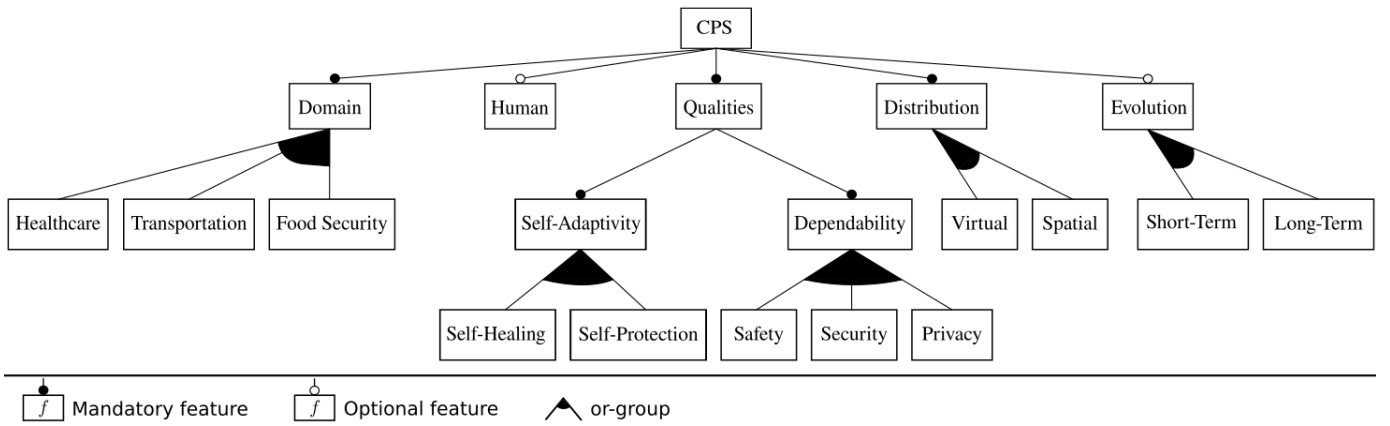 CPS
Domain
Human
Qualities
Distribution
Evolution
Healthcare
Transportation
Food Security
Self-Adaptivity
Dependability
Virtual
Spatial
Short-Term
Long-Term
Self-Healing
Self-Protection
Safety
Security
Privacy
f Mandatory feature
f Optional feature
or-group